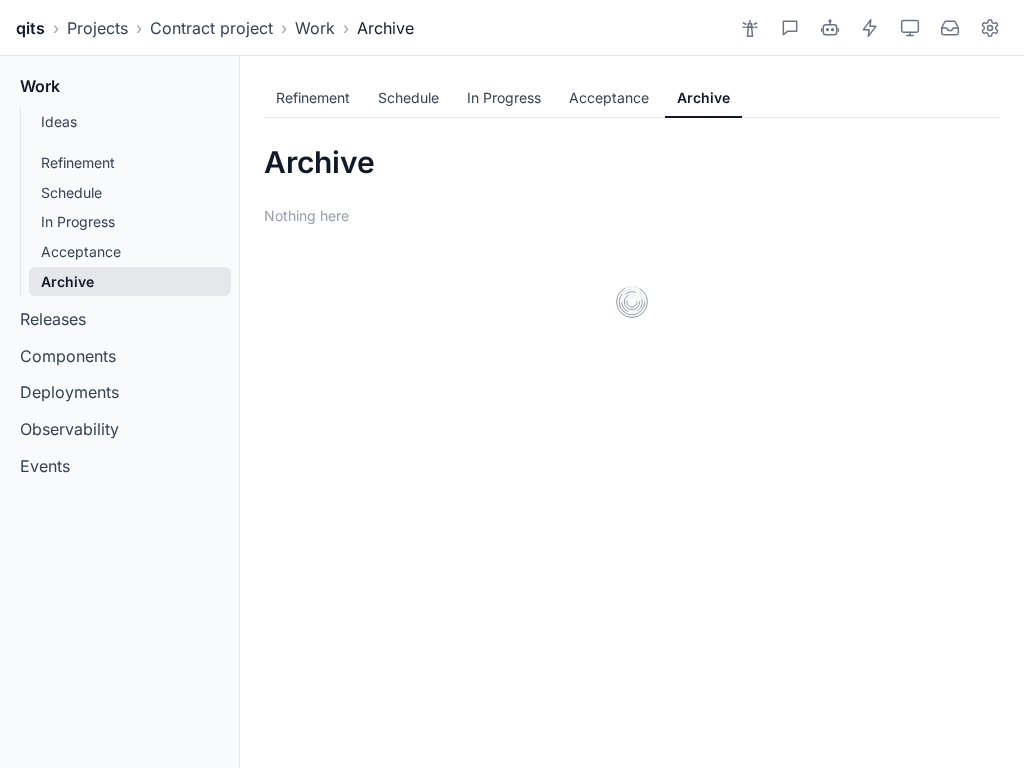 qits › Projects › Contract project › Work › Archive
Work
Ideas
Refinement
Schedule
In Progress
Acceptance
Archive
Releases
Components
Deployments
Observability
Events
Refinement Schedule In Progress Acceptance Archive
Archive
Nothing here